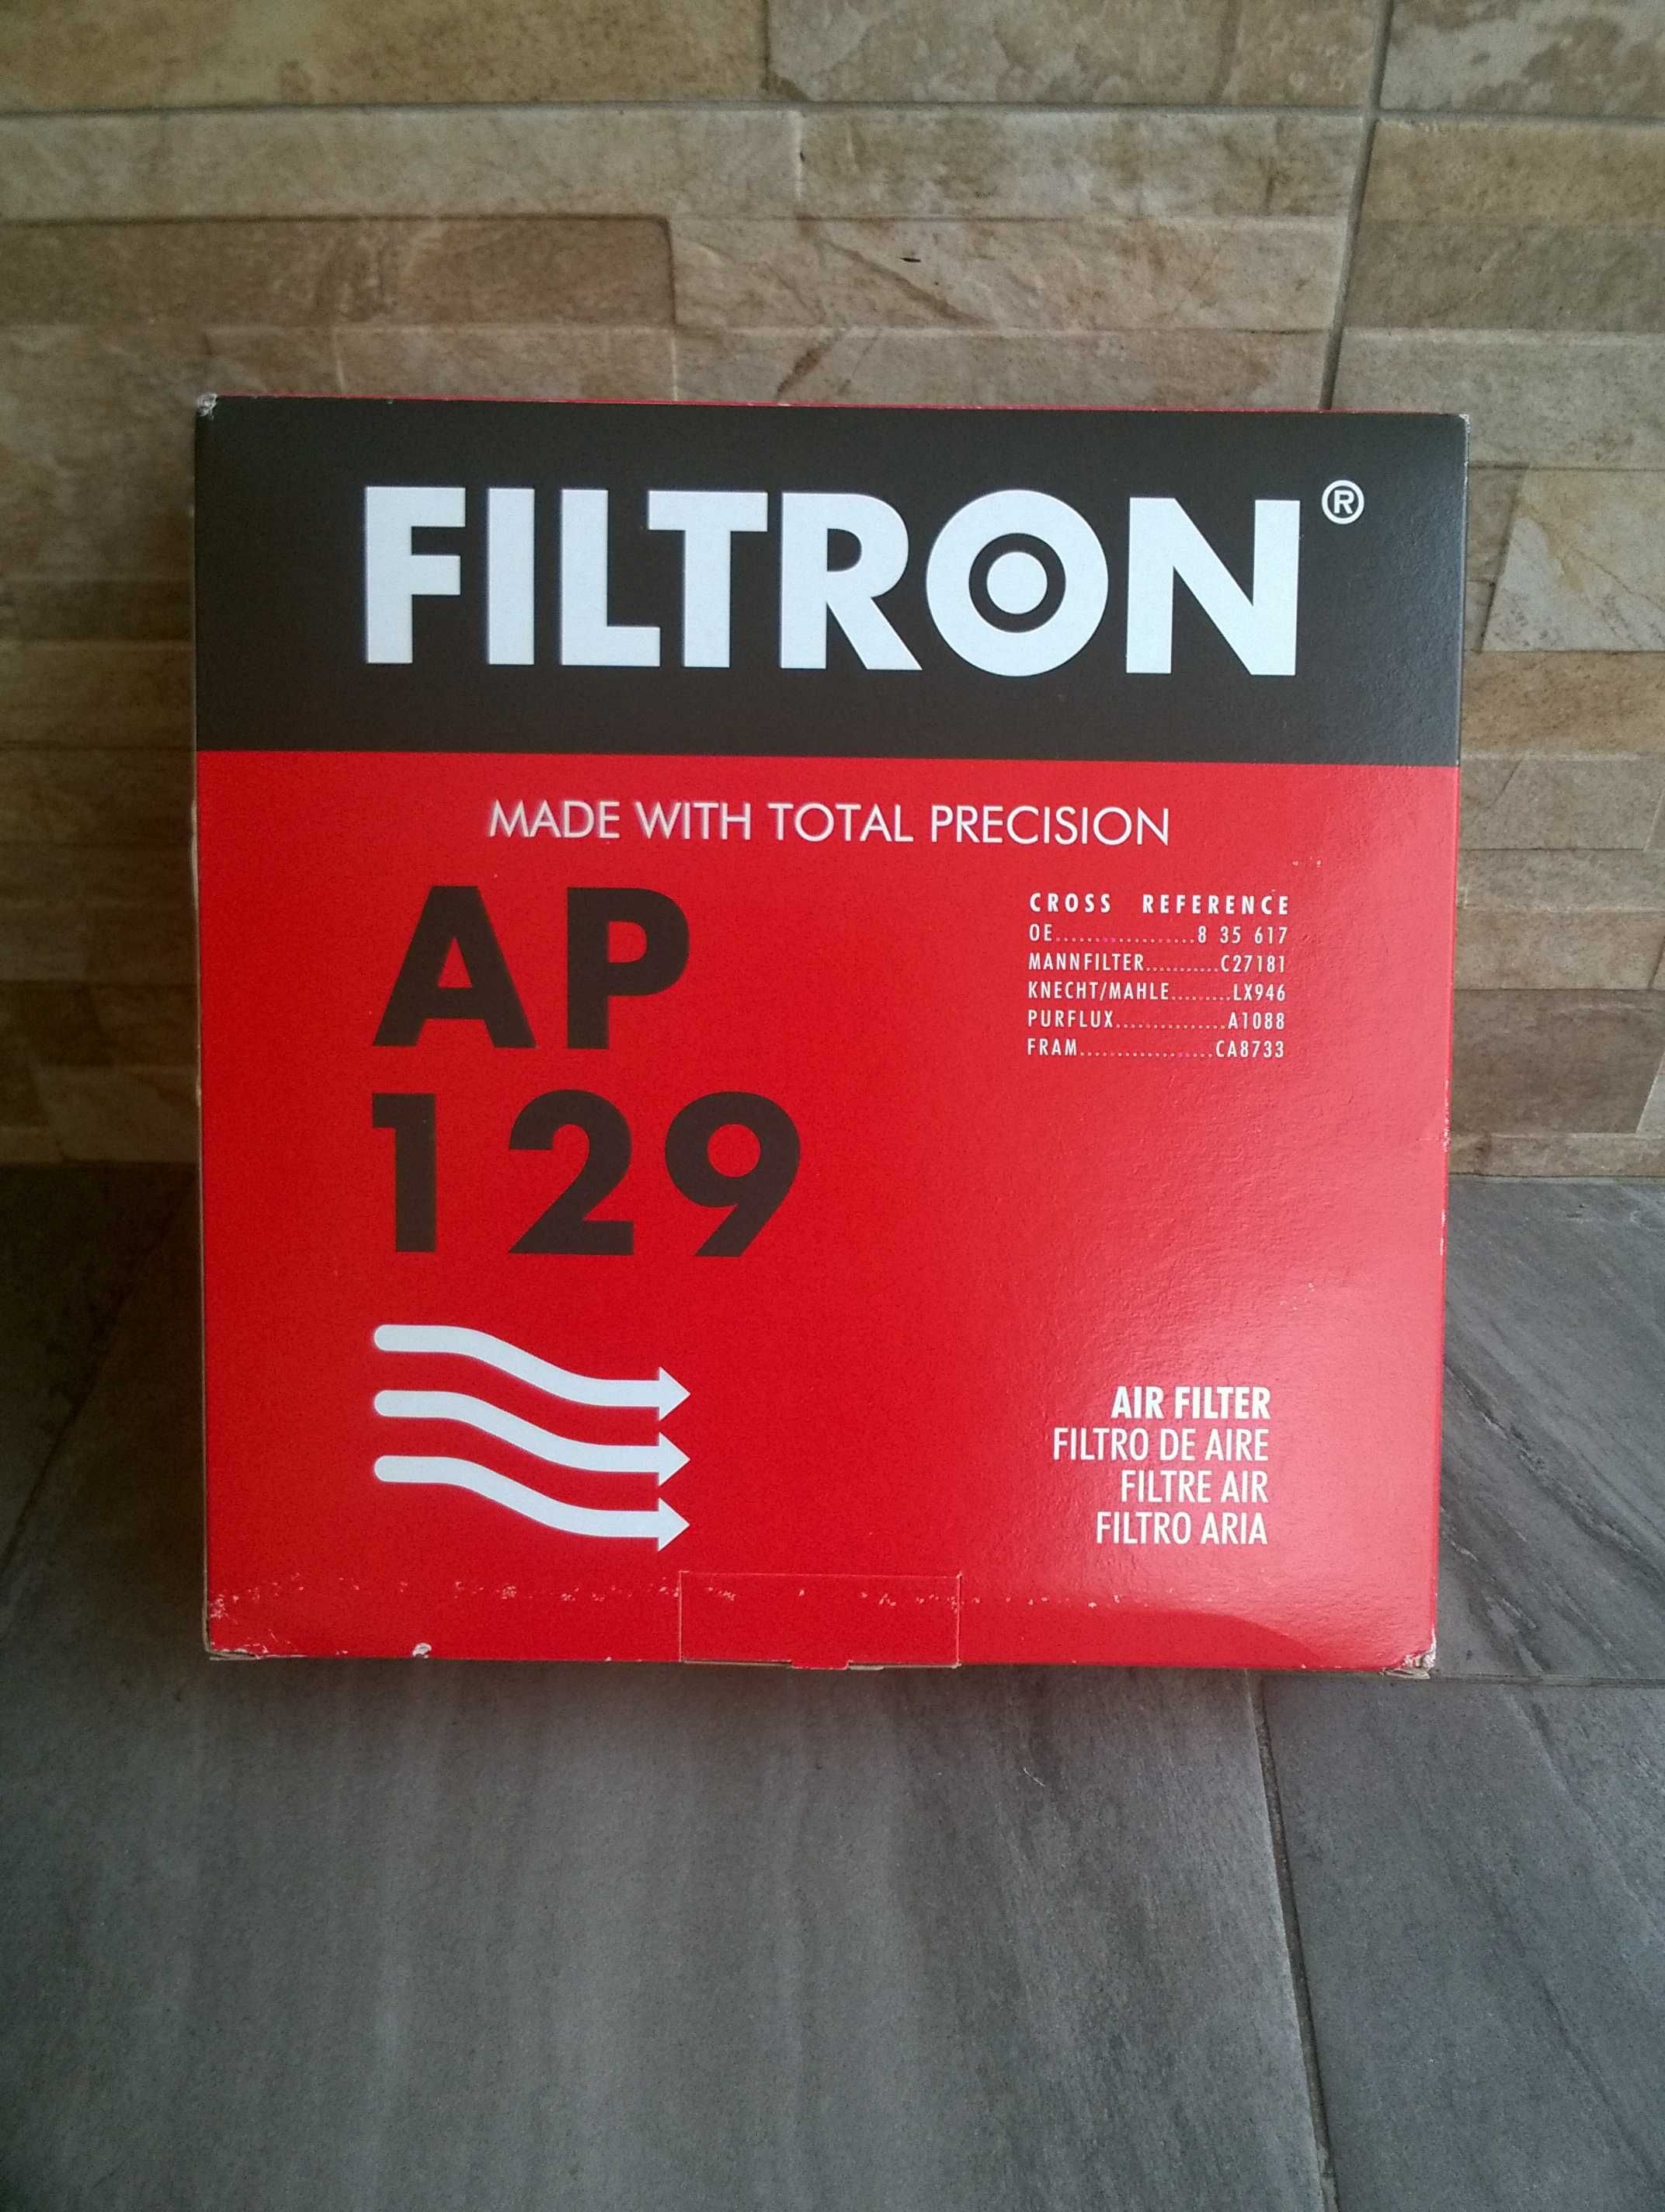 FILTRON®
MADE WITH TOTAL PRECISION
AP
129
CROSS REFERENCE
OE...................8 35 617
MANNFILTER...........C27181
KNECHT/MAHLE.........LX946
PURFLUX...............A1088
FRAM..................CA8733
AIR FILTER
FILTRO DE AIRE
FILTRE AIR
FILTRO ARIA